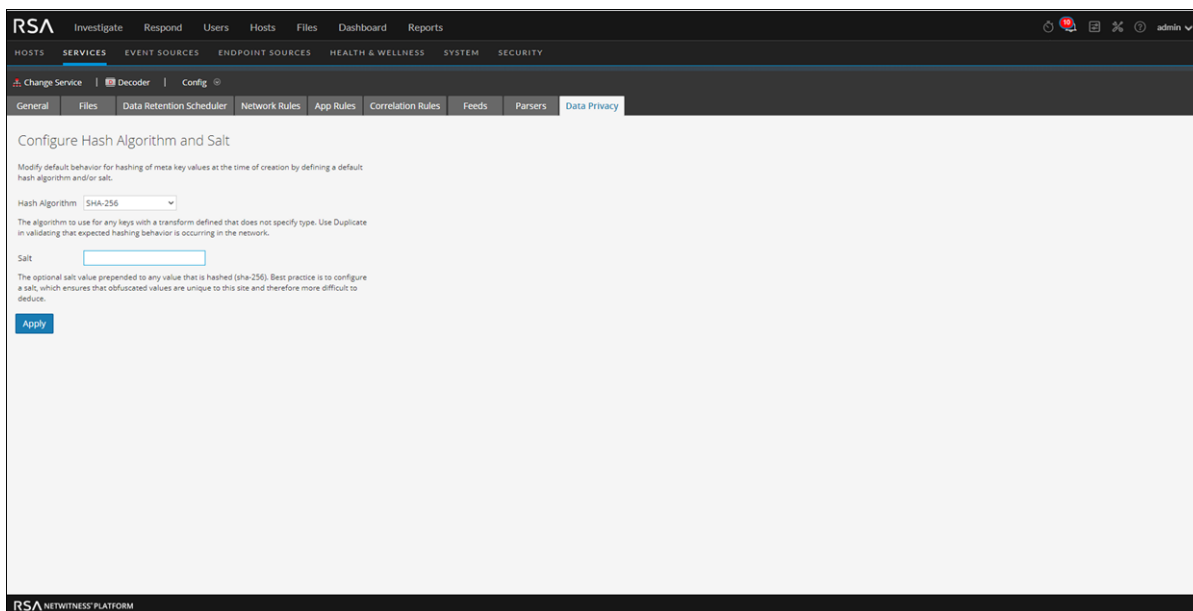 RSA Investigate Respond Users Hosts Files Dashboard Reports 10 admin
HOSTS SERVICES EVENT SOURCES ENDPOINT SOURCES HEALTH & WELLNESS SYSTEM SECURITY
Change Service | Decoder | Config
General Files Data Retention Scheduler Network Rules App Rules Correlation Rules Feeds Parsers Data Privacy
Configure Hash Algorithm and Salt
Modify default behavior for hashing of meta key values at the time of creation by defining a default
hash algorithm and/or salt.
Hash Algorithm SHA-256
The algorithm to use for any keys with a transform defined that does not specify type. Use Duplicate
in validating that expected hashing behavior is occurring in the network.
Salt
The optional salt value prepended to any value that is hashed (sha-256). Best practice is to configure
a salt, which ensures that obfuscated values are unique to this site and therefore more difficult to
deduce.
Apply
RSA NETWITNESS® PLATFORM